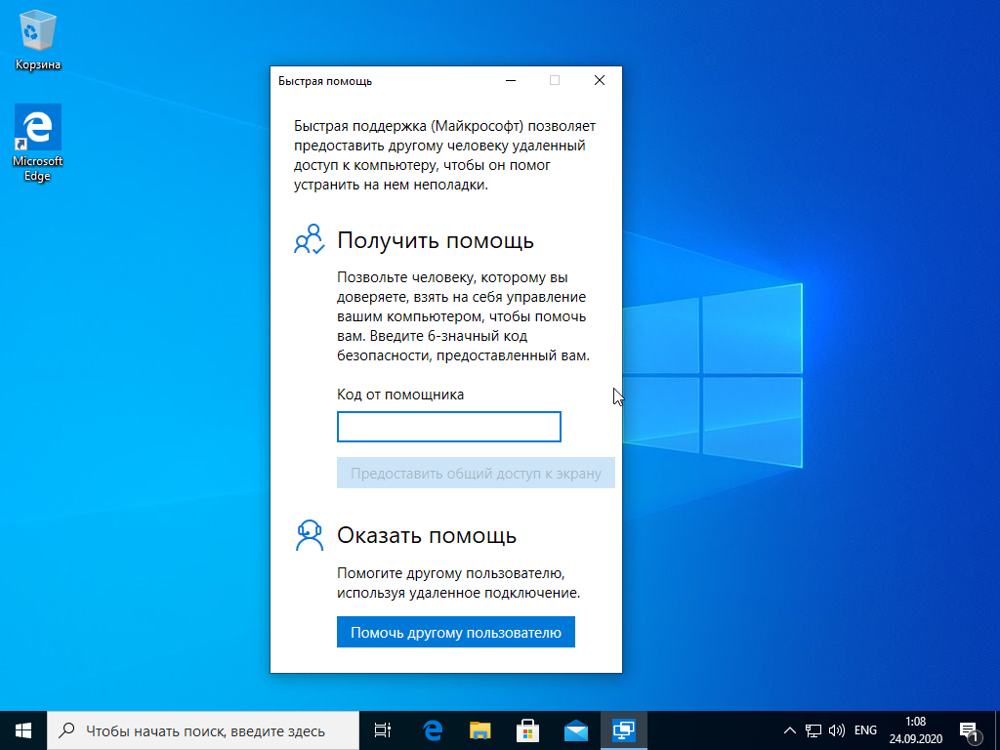 Корзина
Microsoft
Edge
Быстрая помощь
Быстрая поддержка (Майкрософт) позволяет
предоставить другому человеку удаленный
доступ к компьютеру, чтобы он помог
устранить на нем неполадки.
Получить помощь
Позвольте человеку, которому вы
доверяете, взять на себя управление
вашим компьютером, чтобы помочь
вам. Введите 6-значный код
безопасности, предоставленный вам.
Код от помощника
Предоставить общий доступ к экрану
Оказать помощь
Помогите другому пользователю,
используя удаленное подключение.
Помочь другому пользователю
Чтобы начать поиск, введите здесь
ENG
1:08
24.09.2020
1